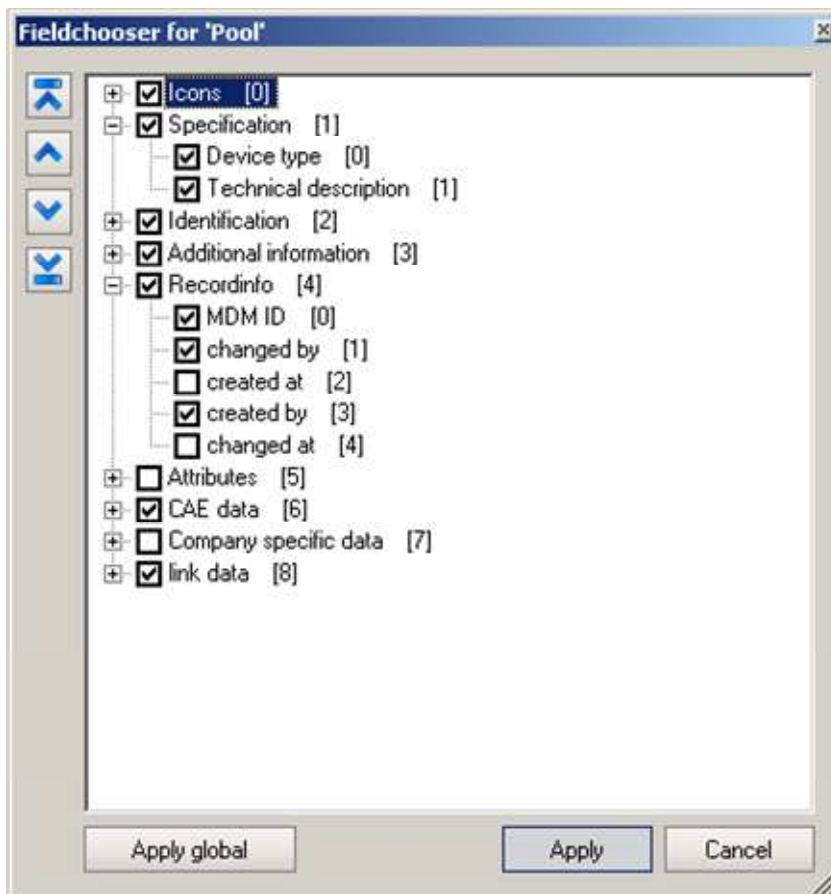 Fieldchooser for 'Pool'
Icons [0]
Specification [1]
Device type [0]
Technical description [1]
Identification [2]
Additional information [3]
Recordinfo [4]
MDM ID [0]
changed by [1]
created at [2]
created by [3]
changed at [4]
Attributes [5]
CAE data [6]
Company specific data [7]
link data [8]
Apply global Apply Cancel